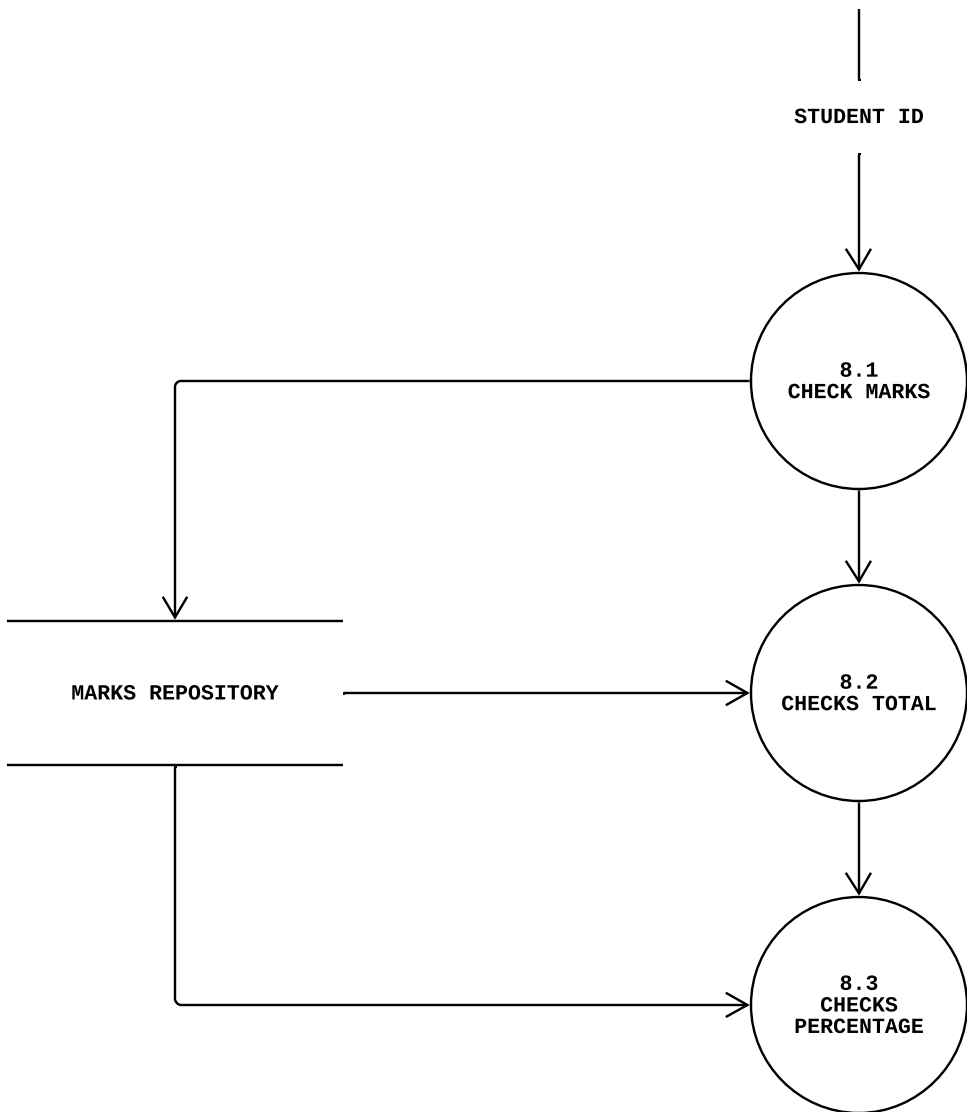 STUDENT ID
8.1
CHECK MARKS
MARKS REPOSITORY
8.2
CHECKS TOTAL
8.3
CHECKS
PERCENTAGE